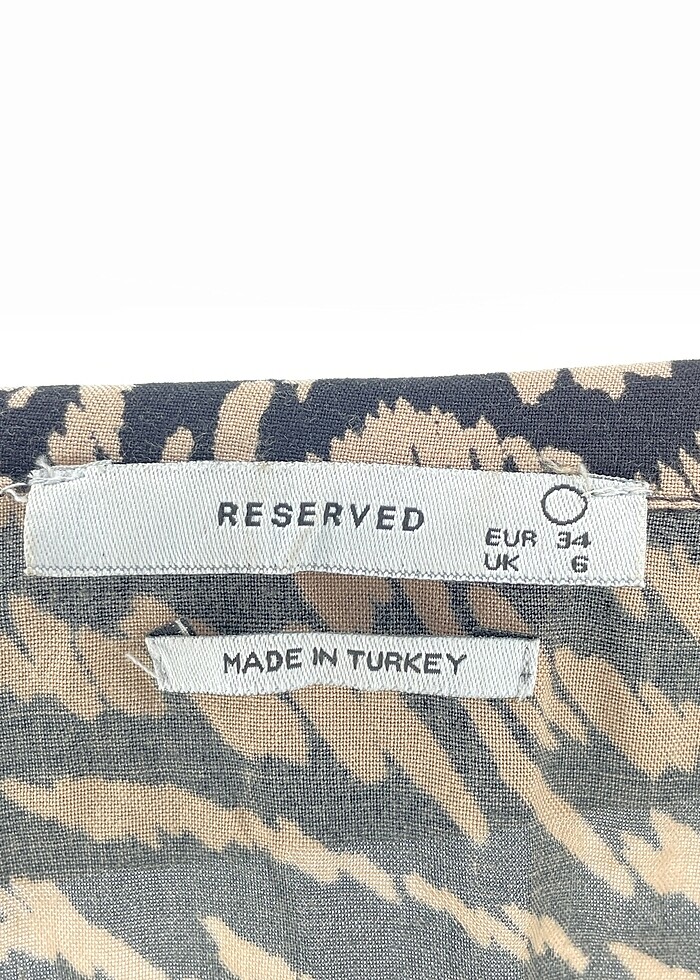 RESERVED
EUR 34
UK 6
MADE IN TURKEY